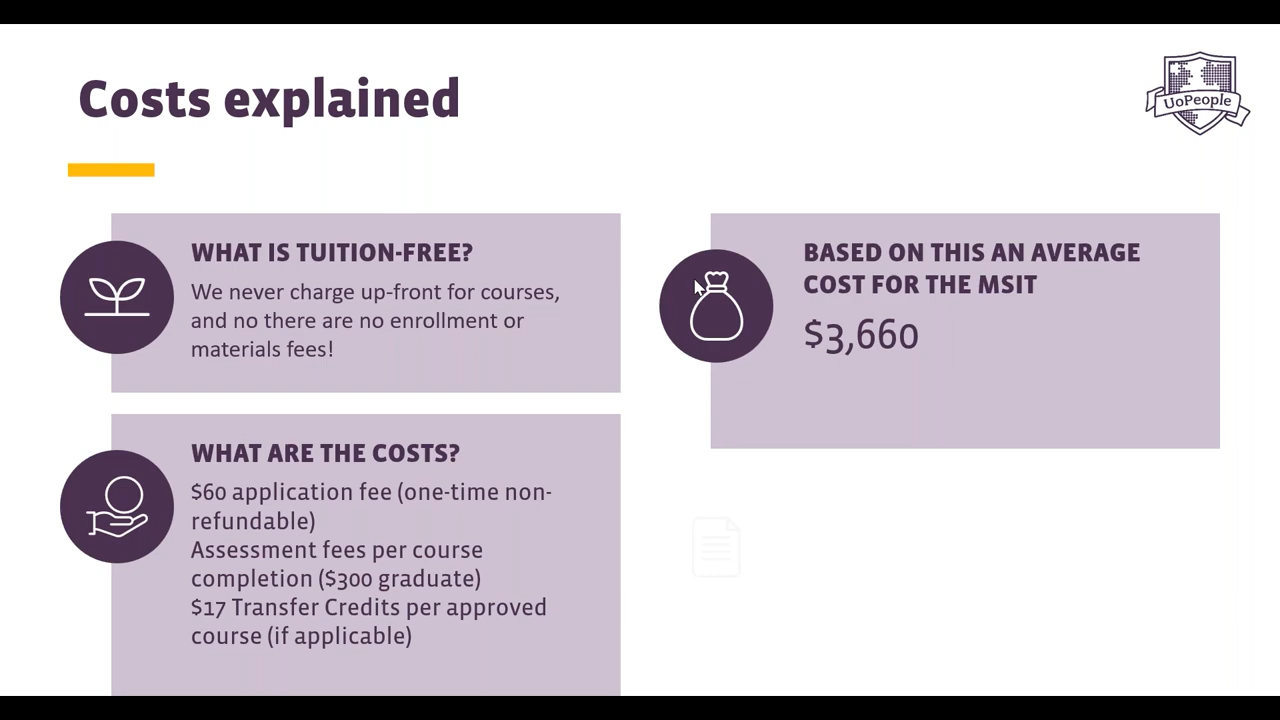 Costs explained
UoPeople
WHAT IS TUITION-FREE?
We never charge up-front for courses,
and no there are no enrollment or
materials fees!
WHAT ARE THE COSTS?
$60 application fee (one-time non-
refundable)
Assessment fees per course
completion ($300 graduate)
$17 Transfer Credits per approved
course (if applicable)
BASED ON THIS AN AVERAGE
COST FOR THE MSIT
$3,660